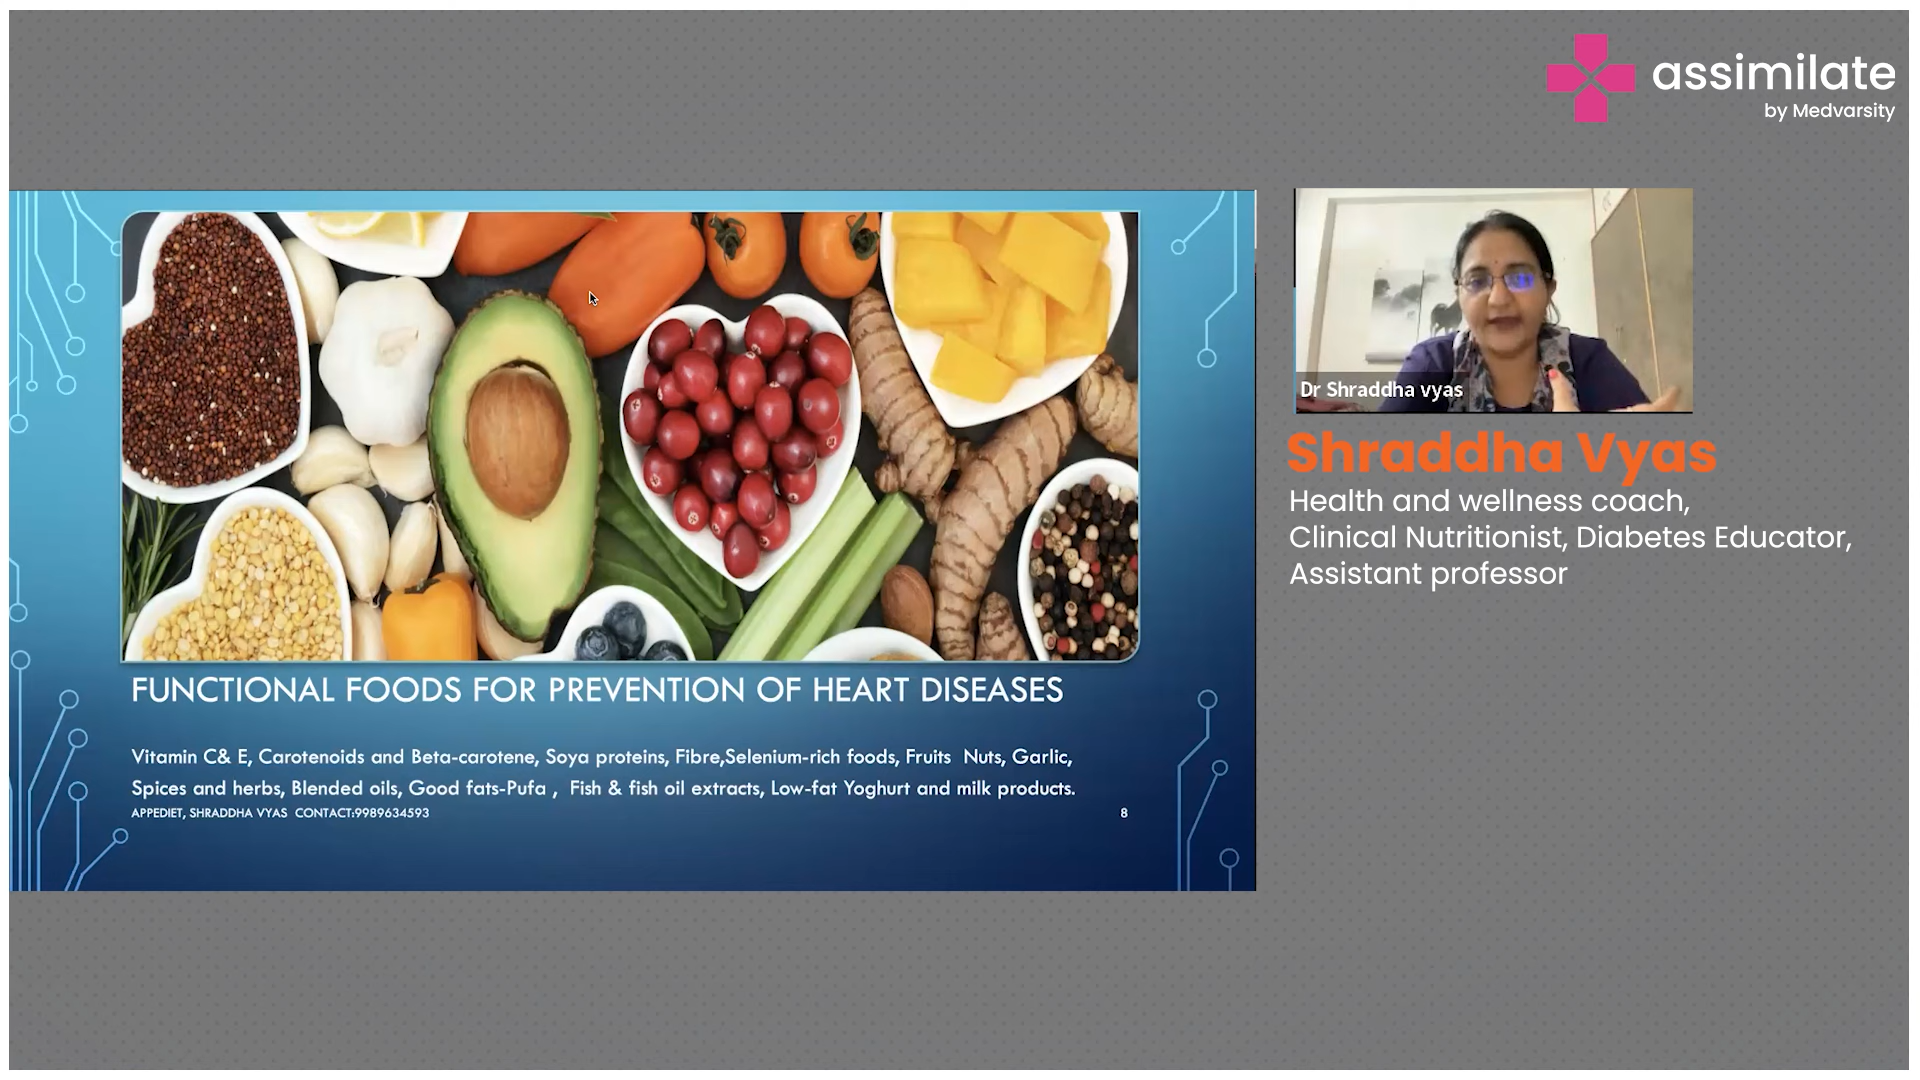 assimilate
by Medvarsity
Dr Shraddha vyas
Shraddha Vyas
Health and wellness coach,
Clinical Nutritionist, Diabetes Educator,
Assistant professor
FUNCTIONAL FOODS FOR PREVENTION OF HEART DISEASES
Vitamin C& E, Carotenoids and Beta-carotene, Soya proteins, Fibre,Selenium-rich foods, Fruits  Nuts, Garlic,
Spices and herbs, Blended oils, Good fats-Pufa ,  Fish & fish oil extracts, Low-fat Yoghurt and milk products.
APPEDIET, SHRADDHA VYAS  CONTACT:9989634593
8